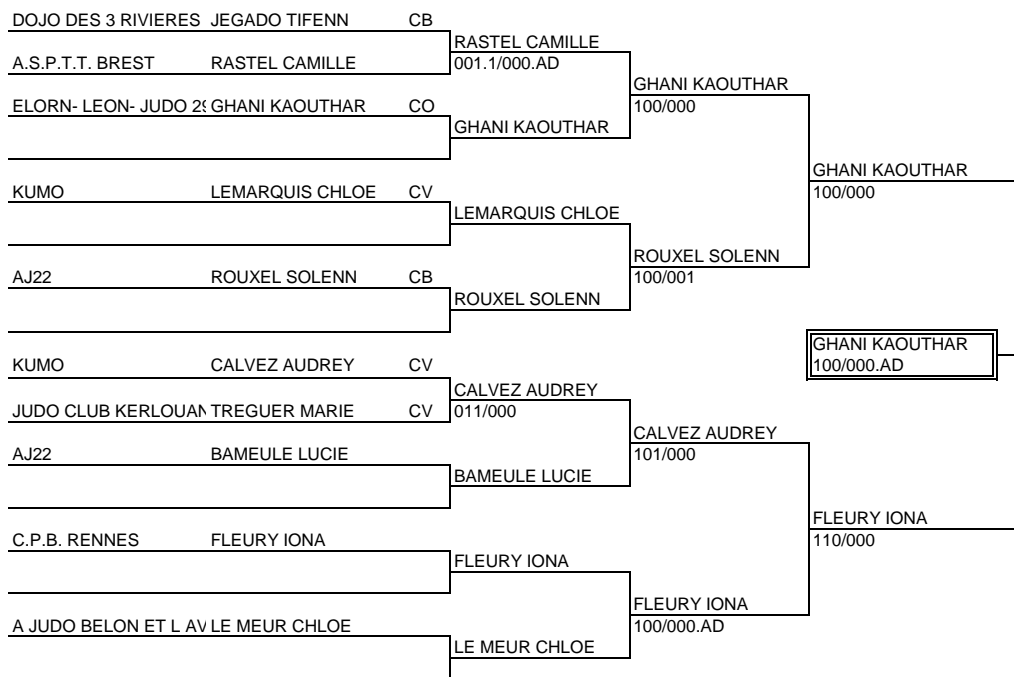 DOJO DES 3 RIVIERES JEGADO TIFENN CB
RASTEL CAMILLE
A.S.P.T.T. BREST RASTEL CAMILLE 001.1/000.AD
GHANI KAOUTHAR
ELORN- LEON- JUDO 29 GHANI KAOUTHAR CO 100/000
GHANI KAOUTHAR
GHANI KAOUTHAR
KUMO LEMARQUIS CHLOE CV 100/000
LEMARQUIS CHLOE
ROUXEL SOLENN
AJ22 ROUXEL SOLENN CB 100/001
ROUXEL SOLENN
GHANI KAOUTHAR
KUMO CALVEZ AUDREY CV 100/000.AD
CALVEZ AUDREY
JUDO CLUB KERLOUAN TREGUER MARIE CV 011/000
CALVEZ AUDREY
AJ22 BAMEULE LUCIE 101/000
BAMEULE LUCIE
FLEURY IONA
C.P.B. RENNES FLEURY IONA 110/000
FLEURY IONA
FLEURY IONA
A JUDO BELON ET L AV LE MEUR CHLOE 100/000.AD
LE MEUR CHLOE